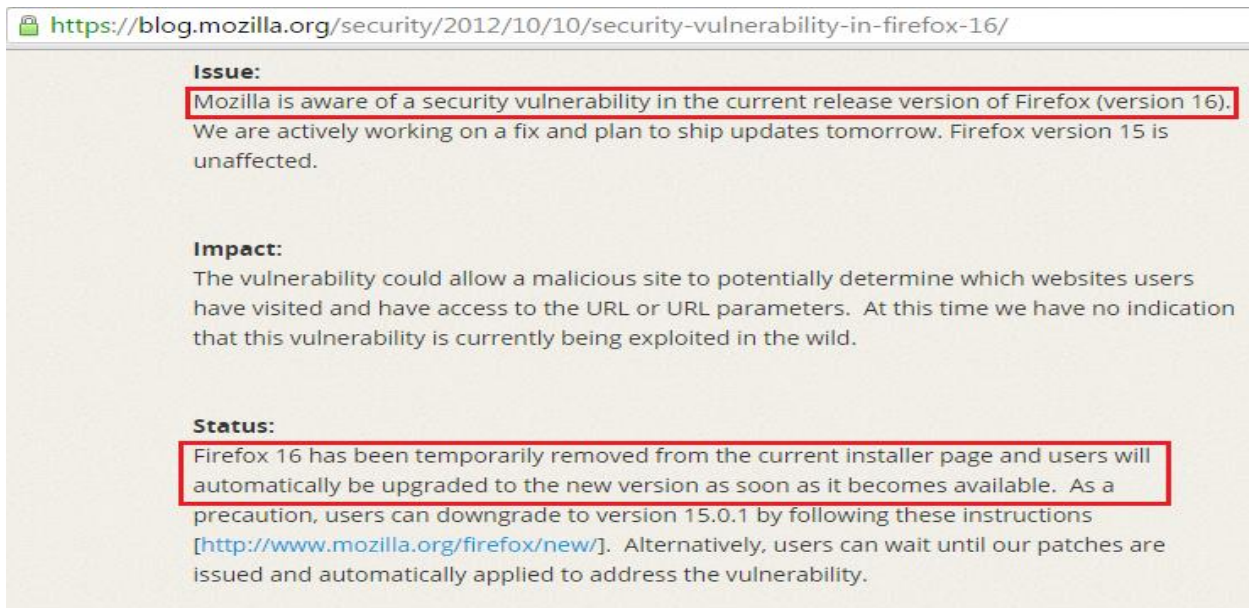 https://blog.mozilla.org/security/2012/10/10/security-vulnerability-in-firefox-16/
Issue:
Mozilla is aware of a security vulnerability in the current release version of Firefox (version 16).
We are actively working on a fix and plan to ship updates tomorrow. Firefox version 15 is
unaffected.
Impact:
The vulnerability could allow a malicious site to potentially determine which websites users
have visited and have access to the URL or URL parameters.  At this time we have no indication
that this vulnerability is currently being exploited in the wild.
Status:
Firefox 16 has been temporarily removed from the current installer page and users will
automatically be upgraded to the new version as soon as it becomes available.  As a
precaution, users can downgrade to version 15.0.1 by following these instructions
[http://www.mozilla.org/firefox/new/].  Alternatively, users can wait until our patches are
issued and automatically applied to address the vulnerability.